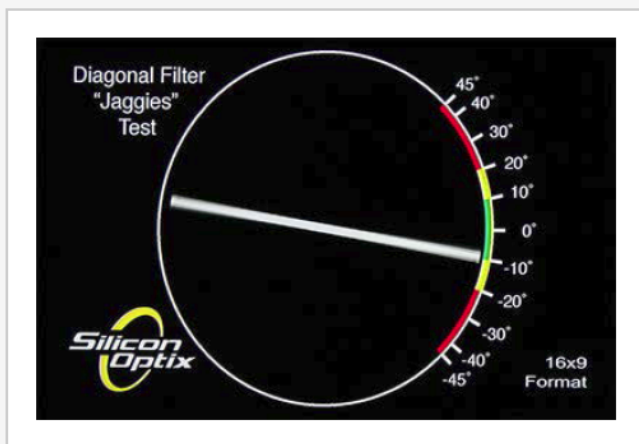 Diagonal Filter
"Jaggies"
Test
45°
40°
30°
20°
10°
0°
-10°
-20°
-30°
-40°
-45°
Silicon
Optix
16x9
Format